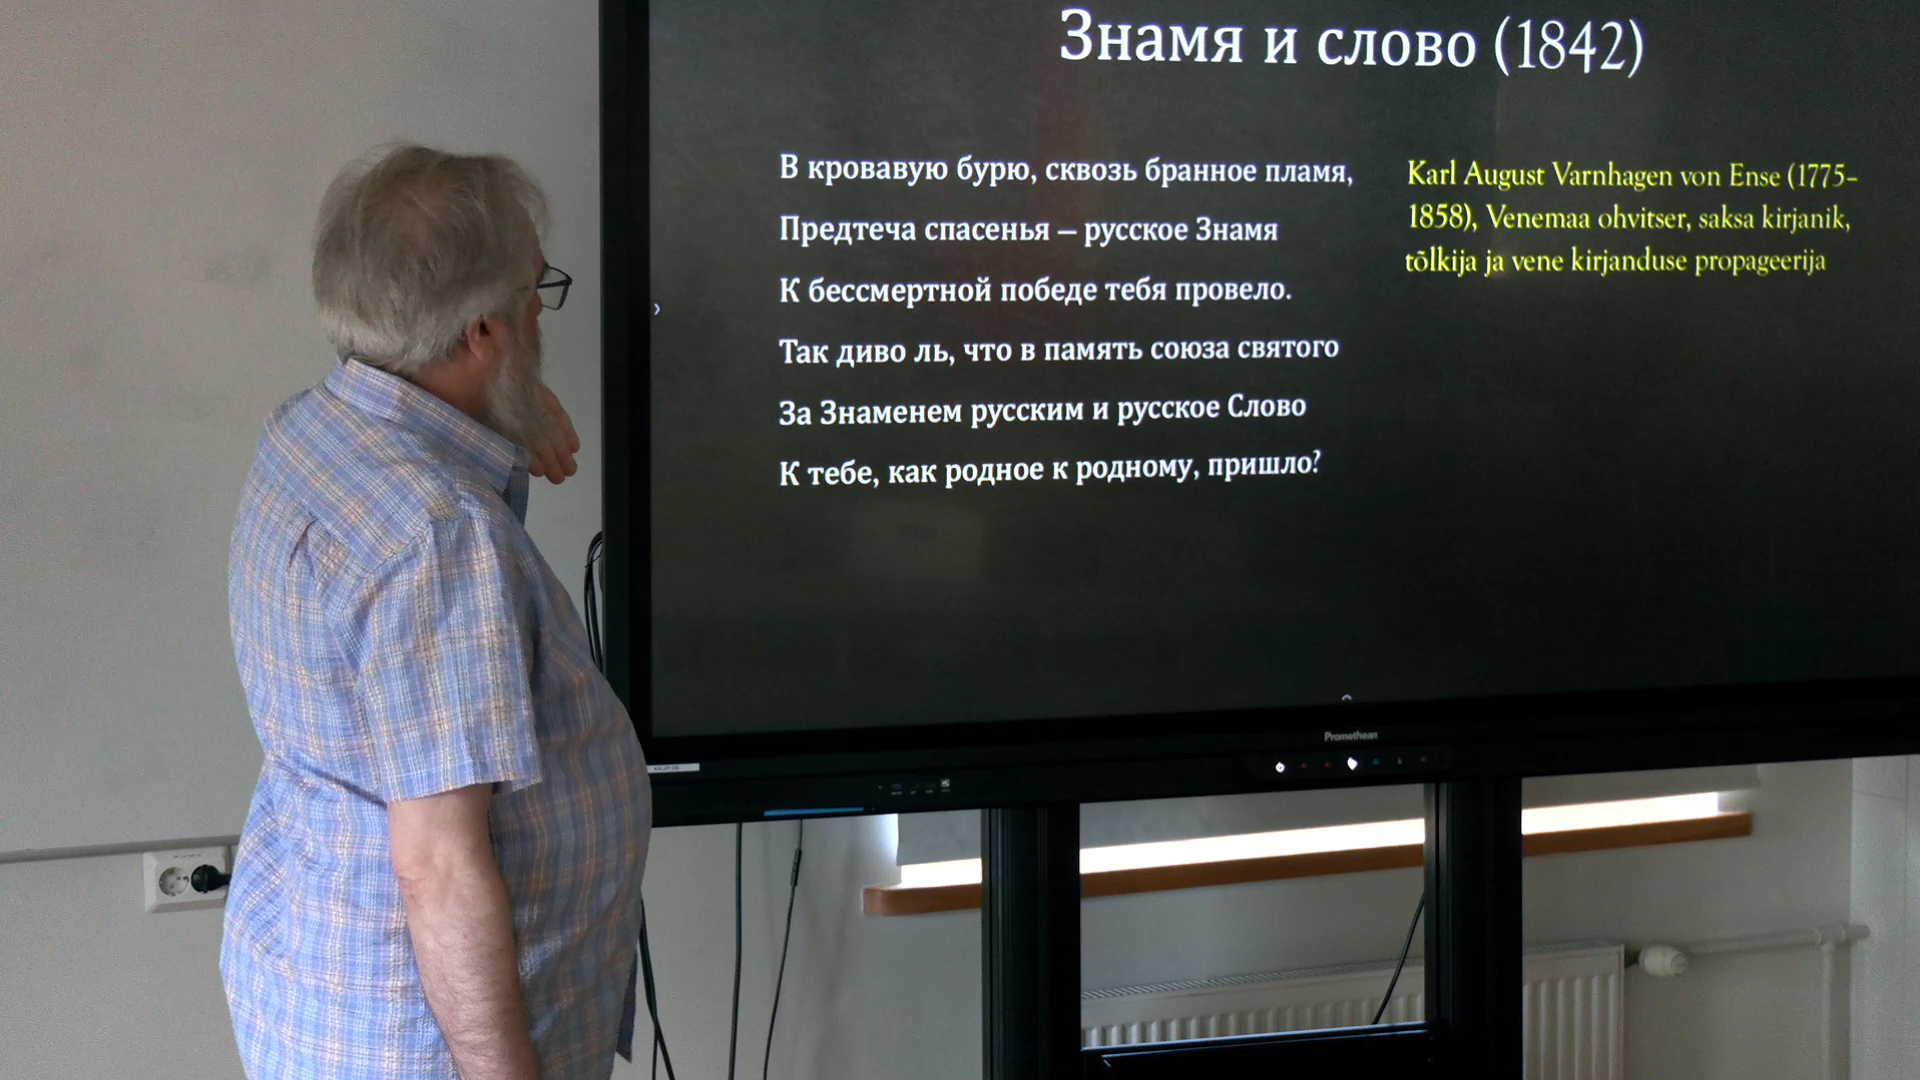 Знамя и слово (1842)
В кровавую бурю, сквозь бранное пламя,
Предтеча спасенья – русское Знамя
К бессмертной победе тебя провело.
Так диво ль, что в память союза святого
За Знаменем русским и русское Слово
К тебе, как родное к родному, пришло?
Karl August Varnhagen von Ense (1775–
1858), Venemaa ohvitser, saksa kirjanik,
tõlkija ja vene kirjanduse propageerija
Promethean